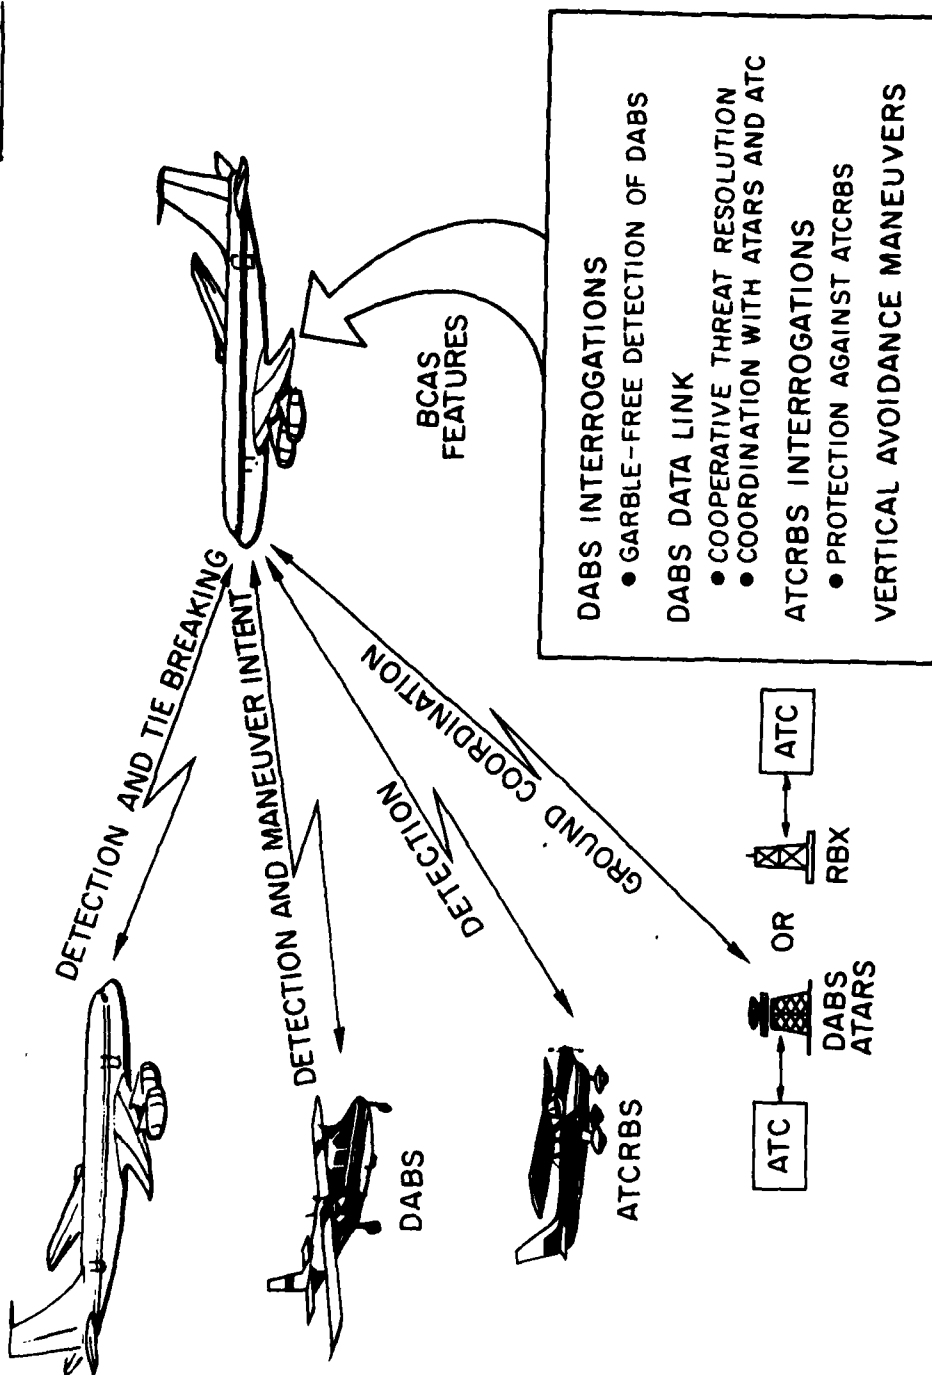 DETECTION AND TIE BREAKING
DETECTION AND MANEUVER INTENT
DETECTION
GROUND COORDINATION
DABS
ATCRBS
ATC
DABS
ATARS
OR
RBX
ATC
BCAS
FEATURES
DABS INTERROGATIONS
● GARBLE-FREE DETECTION OF DABS
DABS DATA LINK
● COOPERATIVE THREAT RESOLUTION
● COORDINATION WITH ATARS AND ATC
ATCRBS INTERROGATIONS
● PROTECTION AGAINST ATCRBS
VERTICAL AVOIDANCE MANEUVERS